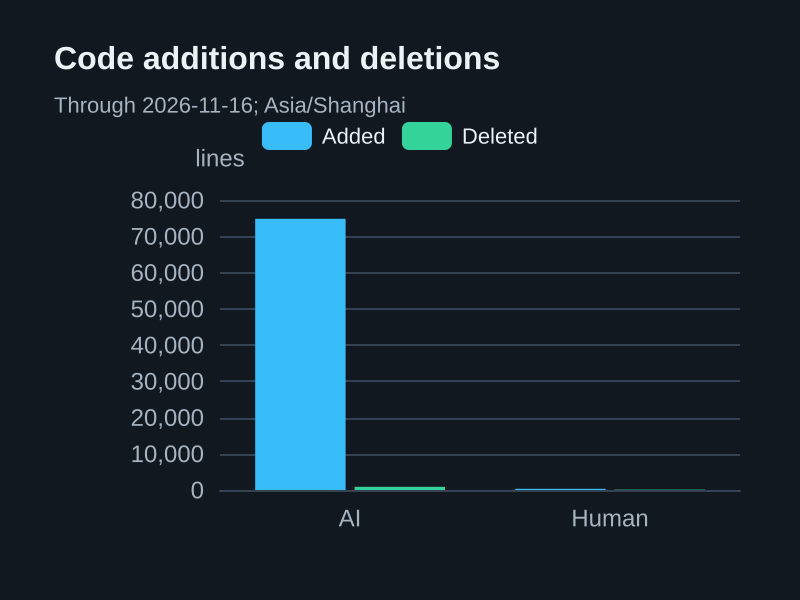 Code additions and deletions
Through 2026-11-16; Asia/Shanghai
Added Deleted
lines
80,000
70,000
60,000
50,000
40,000
30,000
20,000
10,000
0
AI Human